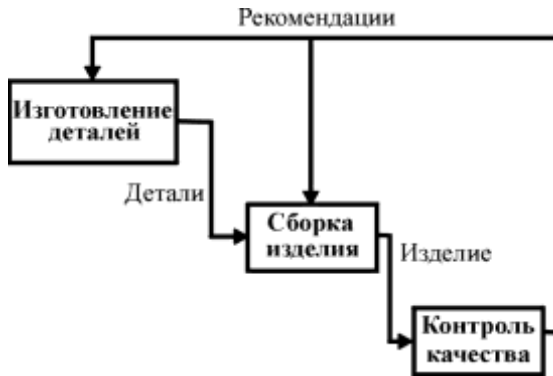 Рекомендации
Изготовление
деталей
Детали
Сборка
изделия
Изделие
Контроль
качества